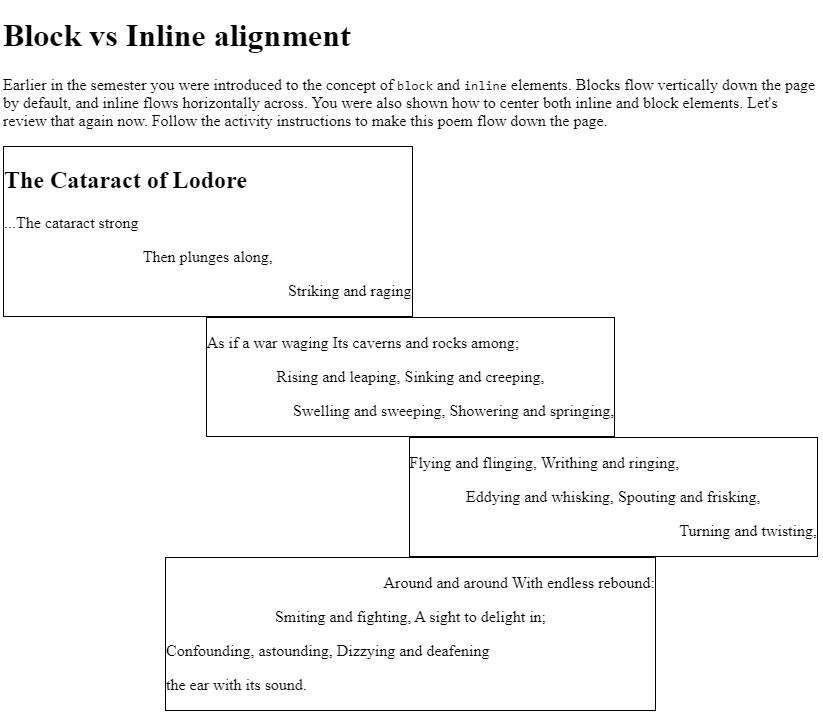 Block vs Inline alignment
Earlier in the semester you were introduced to the concept of block and inline elements. Blocks flow vertically down the page
by default, and inline flows horizontally across. You were also shown how to center both inline and block elements. Let's
review that again now. Follow the activity instructions to make this poem flow down the page.
The Cataract of Lodore
...The cataract strong
Then plunges along,
Striking and raging
As if a war waging Its caverns and rocks among;
Rising and leaping, Sinking and creeping,
Swelling and sweeping, Showering and springing,
Flying and flinging, Writhing and ringing,
Eddying and whisking, Spouting and frisking,
Turning and twisting,
Around and around With endless rebound:
Smiting and fighting, A sight to delight in;
Confounding, astounding, Dizzying and deafening
the ear with its sound.